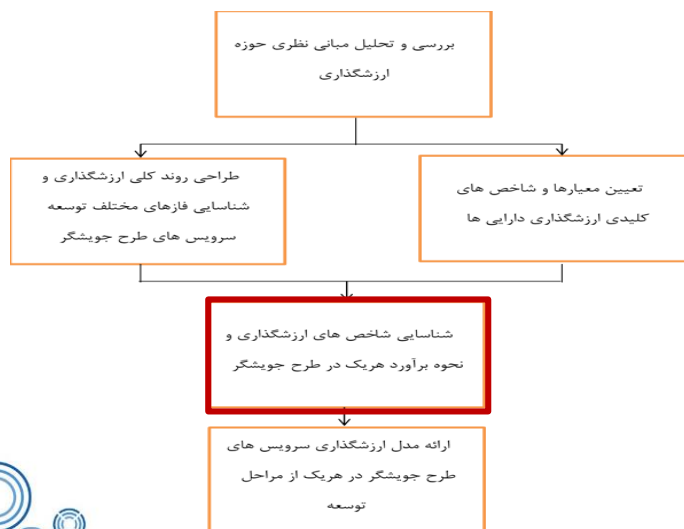 بررسی و تحلیل مبانی نظری حوزه
ارزشگذاری
تعیین معیارها و شاخص های
کلیدی ارزشگذاری دارایی ها
طراحی روند کلی ارزشگذاری و
شناسایی فازهای مختلف توسعه
سرویس های طرح جویشگر
شناسایی شاخص های ارزشگذاری و
نحوه برآورد هریک در طرح جویشگر
ارائه مدل ارزشگذاری سرویس های
طرح جویشگر در هریک از مراحل
توسعه